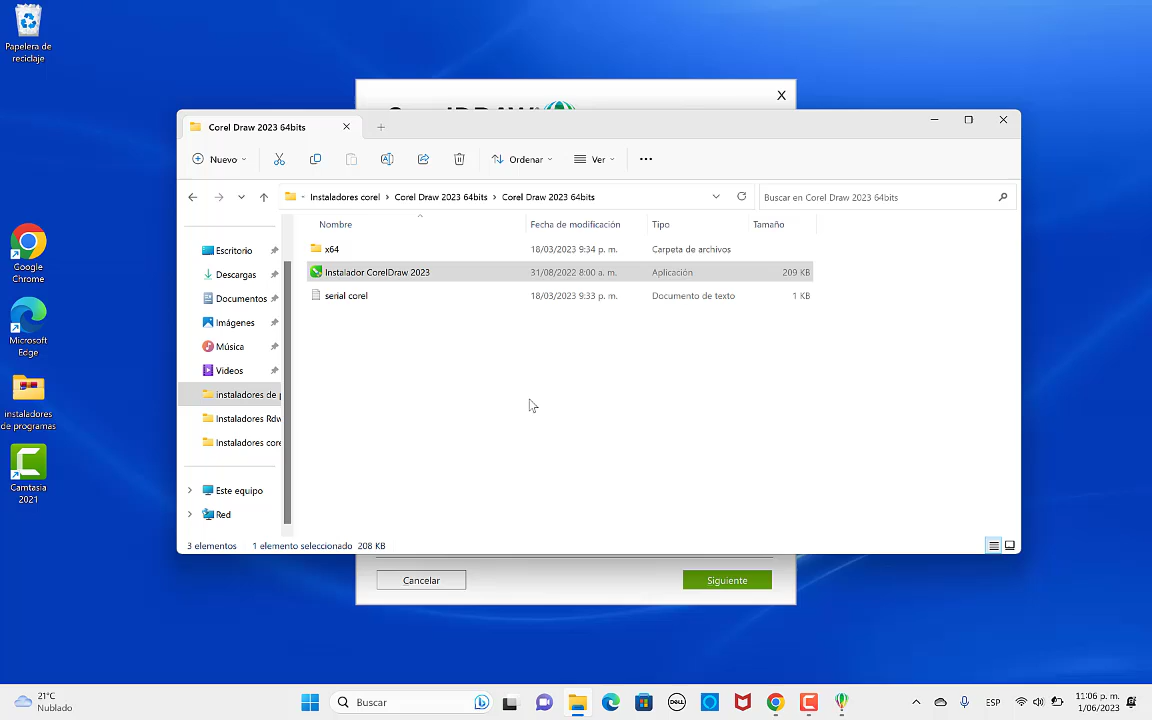 Papelera de
reciclaje
Google
Chrome
Microsoft
Edge
instaladores
de programas
Camtasia
2021
X
Corel Draw 2023 64bits
Nuevo
Ordenar
Ver
Instaladores corel > Corel Draw 2023 64bits > Corel Draw 2023 64bits
Buscar en Corel Draw 2023 64bits
Nombre Fecha de modificación Tipo Tamaño
x64 18/03/2023 9:34 p. m. Carpeta de archivos
Instalador CorelDraw 2023 31/08/2022 8:00 a. m. Aplicación 209 KB
serial corel 18/03/2023 9:33 p. m. Documento de texto 1 KB
Escritorio
Descargas
Documentos
Imágenes
Música
Videos
instaladores de p
Instaladores Rdw
Instaladores core
Este equipo
Red
3 elementos 1 elemento seleccionado 208 KB
Cancelar
Siguiente
21°C
Nublado
Buscar
DELL
ESP
11:06 p. m.
1/06/2023